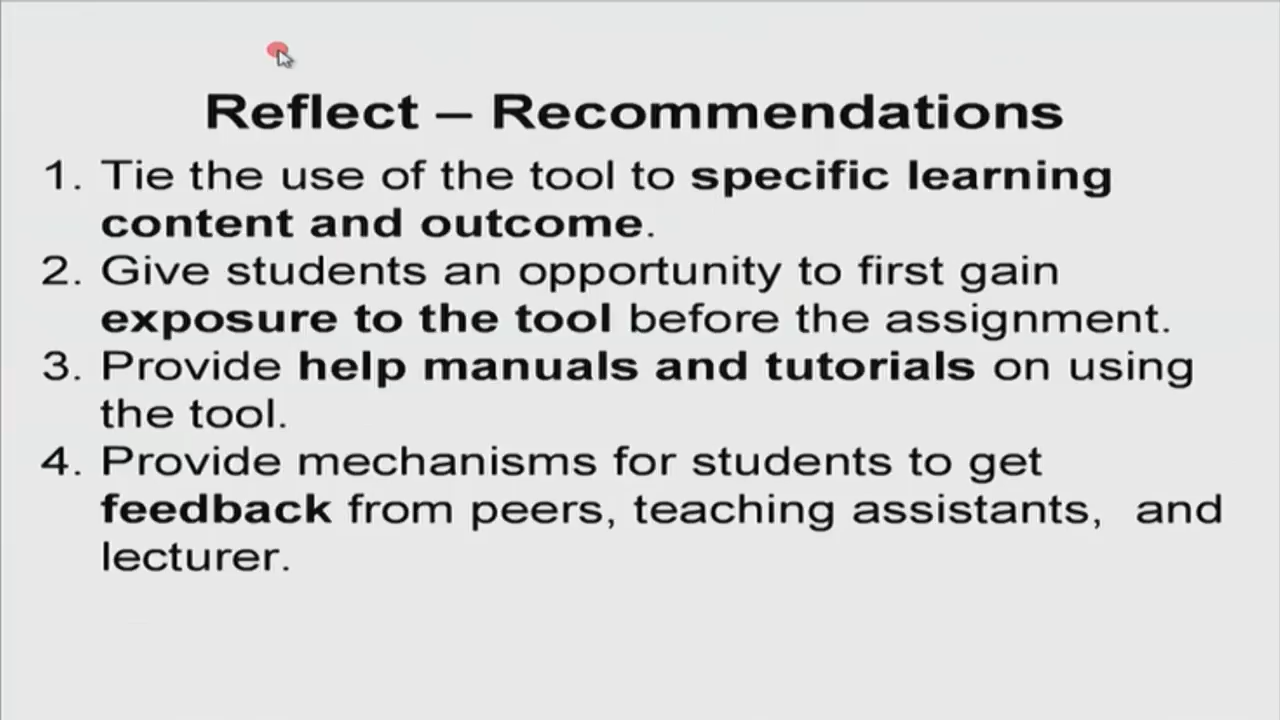 Reflect – Recommendations
1. Tie the use of the tool to specific learning
content and outcome.
2. Give students an opportunity to first gain
exposure to the tool before the assignment.
3. Provide help manuals and tutorials on using
the tool.
4. Provide mechanisms for students to get
feedback from peers, teaching assistants,  and
lecturer.